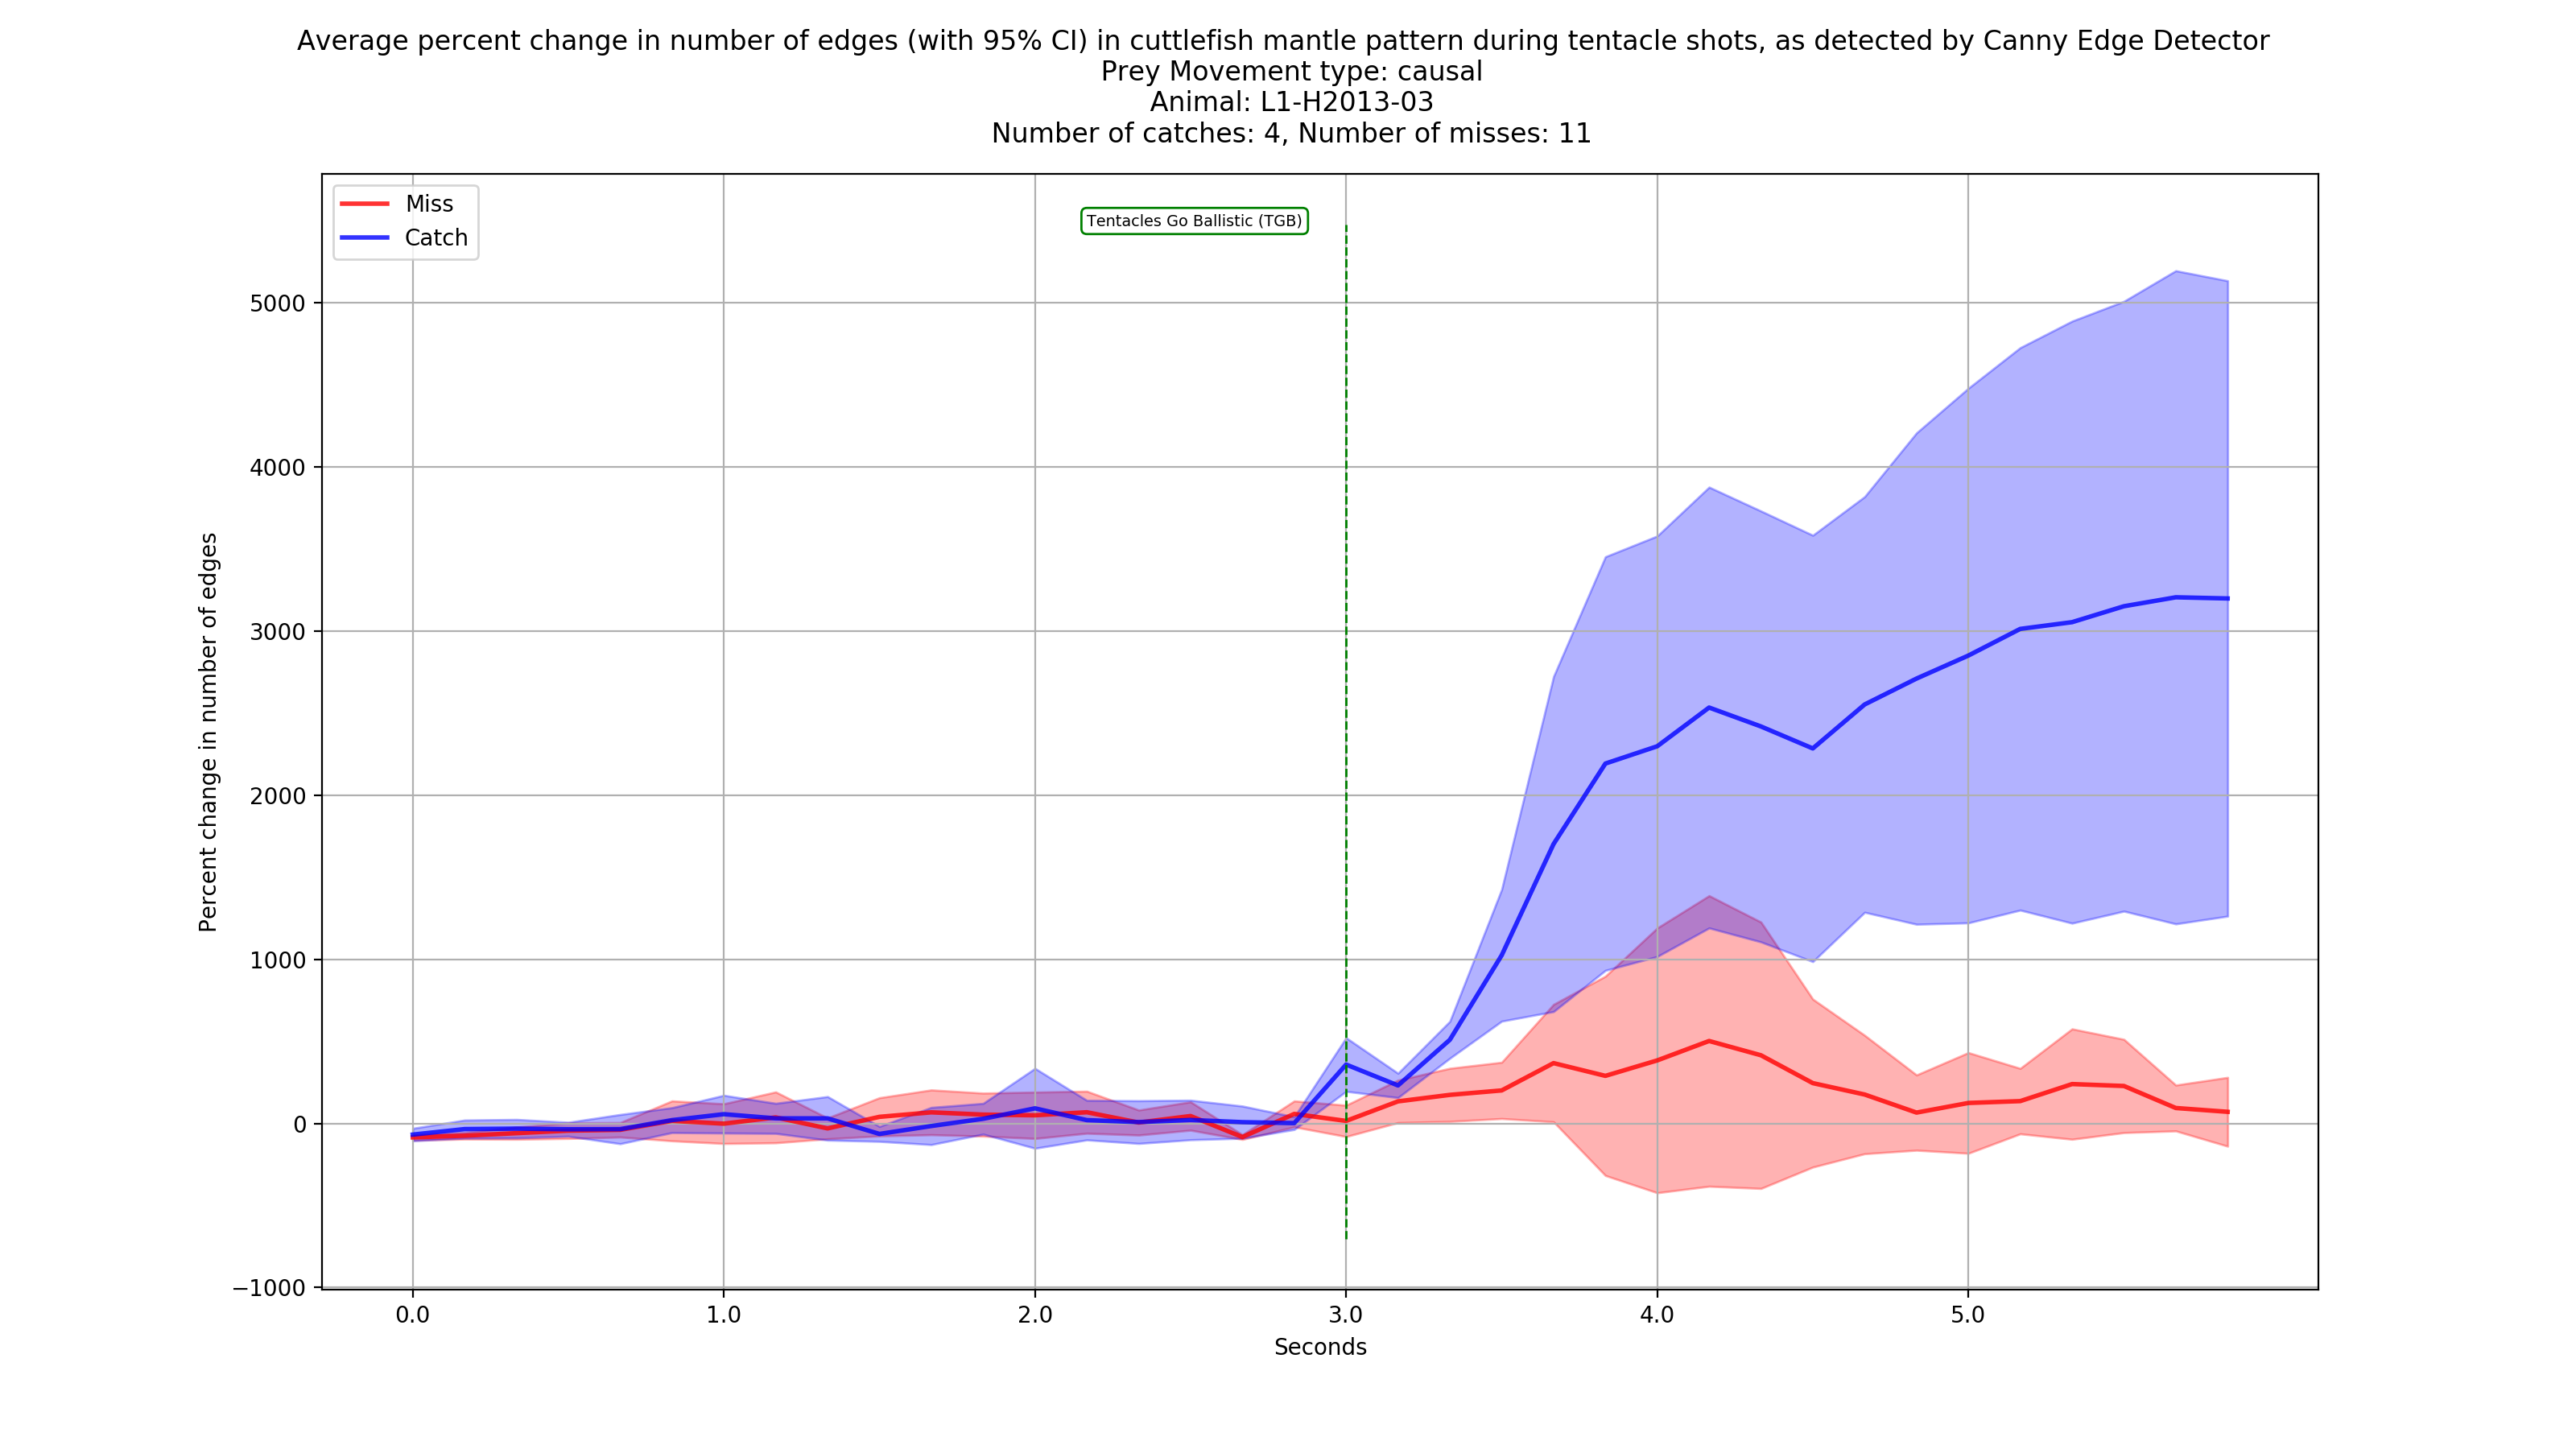 Average percent change in number of edges (with 95% CI) in cuttlefish mantle pattern during tentacle shots, as detected by Canny Edge Detector
Prey Movement type: causal
Animal: L1-H2013-03
Number of catches: 4, Number of misses: 11
Miss
Catch
Tentacles Go Ballistic (TGB)
5000
4000
3000
2000
1000
0
−1000
Percent change in number of edges
0.0 1.0 2.0 3.0 4.0 5.0
Seconds